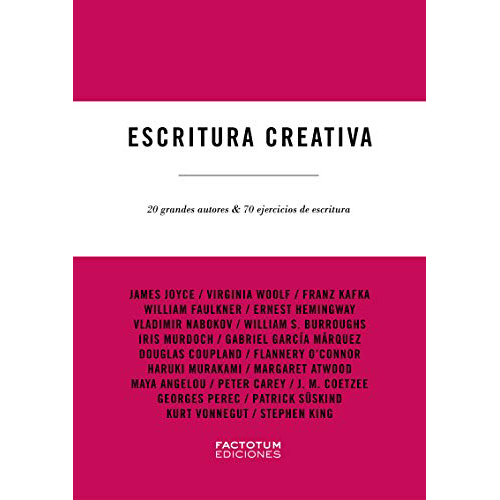 ESCRITURA CREATIVA
20 grandes autores & 70 ejercicios de escritura
JAMES JOYCE / VIRGINIA WOOLF / FRANZ KAFKA
WILLIAM FAULKNER / ERNEST HEMINGWAY
VLADIMIR NABOKOV / WILLIAM S. BURROUGHS
IRIS MURDOCH / GABRIEL GARCÍA MÁRQUEZ
DOUGLAS COUPLAND / FLANNERY O'CONNOR
HARUKI MURAKAMI / MARGARET ATWOOD
MAYA ANGELOU / PETER CAREY / J. M. COETZEE
GEORGES PEREC / PATRICK SÜSKIND
KURT VONNEGUT / STEPHEN KING
FACTOTUM
EDICIONES